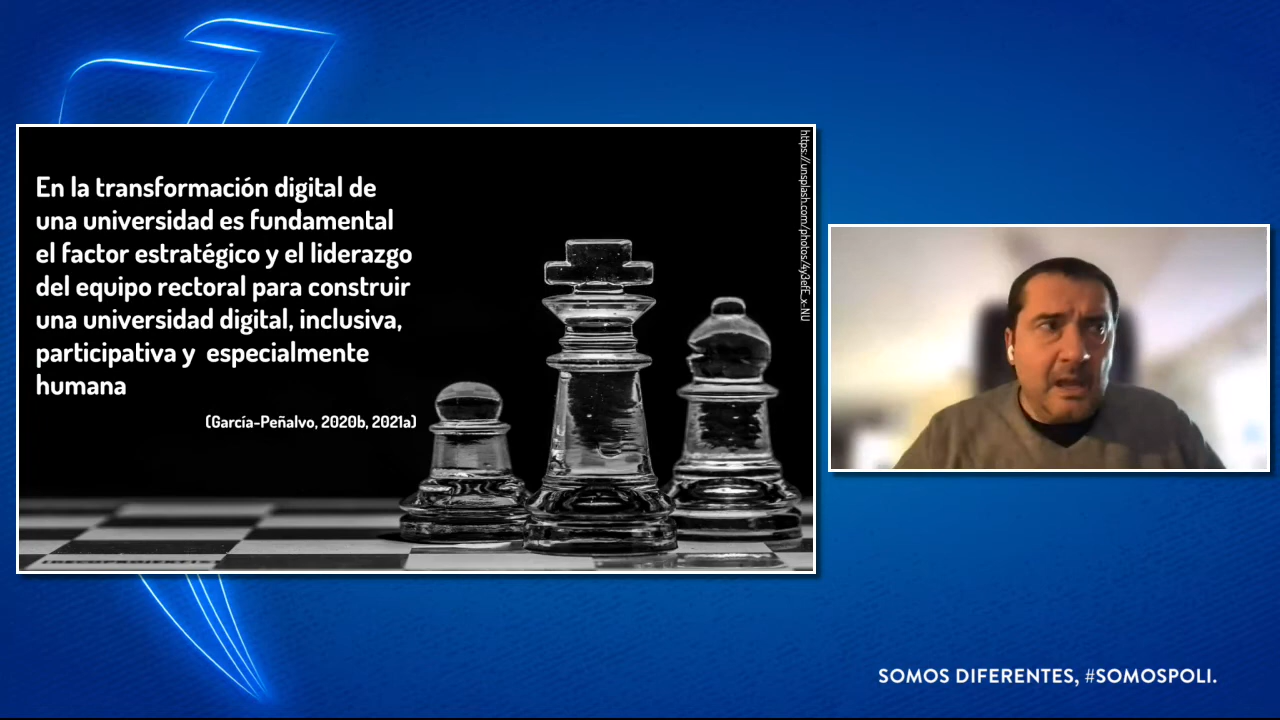 En la transformación digital de
una universidad es fundamental
el factor estratégico y el liderazgo
del equipo rectoral para construir
una universidad digital, inclusiva,
participativa y especialmente
humana
(García-Peñalvo, 2020b, 2021a)
https://unsplash.com/photos/4y3efE_x-NU
SOMOS DIFERENTES, #SOMOSPOLI.